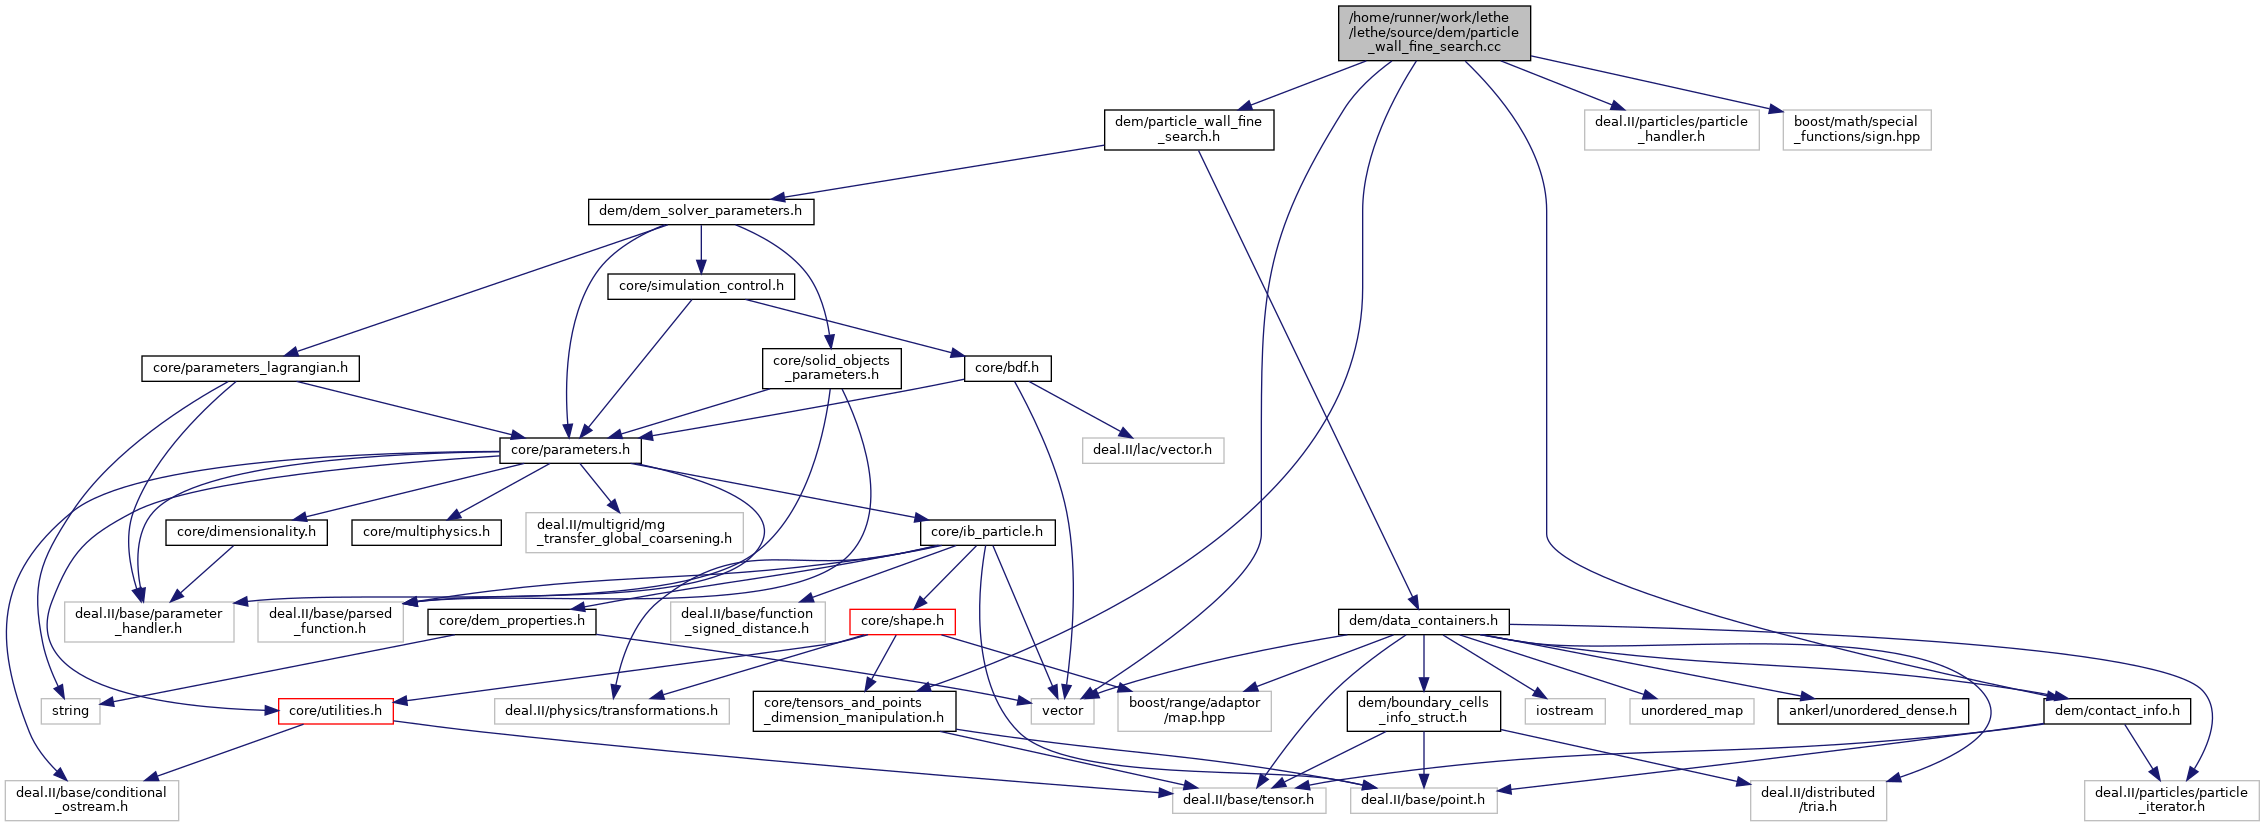 /home/runner/work/lethe
/lethe/source/dem/particle
_wall_fine_search.cc
dem/particle_wall_fine
_search.h
deal.II/particles/particle
_handler.h
boost/math/special
_functions/sign.hpp
dem/dem_solver_parameters.h
core/simulation_control.h
core/parameters_lagrangian.h
core/solid_objects
_parameters.h
core/bdf.h
core/parameters.h
deal.II/lac/vector.h
core/dimensionality.h
core/multiphysics.h
deal.II/multigrid/mg
_transfer_global_coarsening.h
core/ib_particle.h
deal.II/base/parameter
_handler.h
deal.II/base/parsed
_function.h
core/dem_properties.h
deal.II/base/function
_signed_distance.h
core/shape.h
dem/data_containers.h
string
core/utilities.h
deal.II/physics/transformations.h
core/tensors_and_points
_dimension_manipulation.h
vector
boost/range/adaptor
/map.hpp
dem/boundary_cells
_info_struct.h
iostream
unordered_map
ankerl/unordered_dense.h
dem/contact_info.h
deal.II/base/conditional
_ostream.h
deal.II/base/tensor.h
deal.II/base/point.h
deal.II/distributed
/tria.h
deal.II/particles/particle
_iterator.h